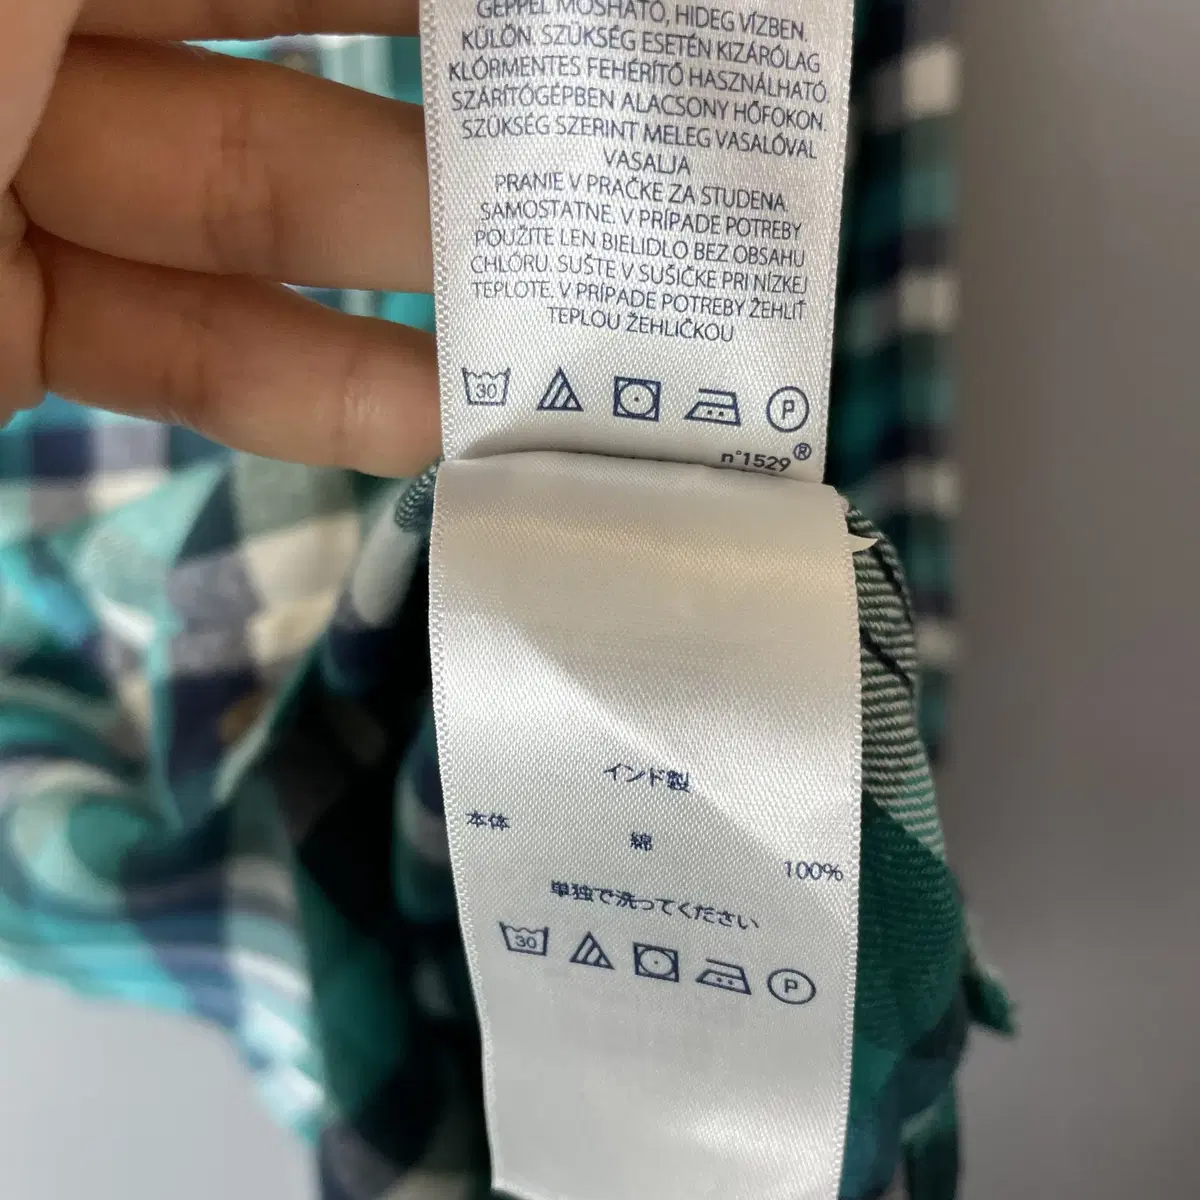 GÉPPEL MOSHATÓ, HIDEG VÍZBEN,
KÜLÖN. SZÜKSÉG ESETÉN KIZÁRÓLAG
KLÓRMENTES FEHÉRÍTŐ HASZNÁLHATÓ.
SZÁRÍTÓGÉPBEN ALACSONY HŐFOKON.
SZÜKSÉG SZERINT MELEG VASALÓVAL
VASALJA
PRANIE V PRAČKE ZA STUDENA,
SAMOSTATNE. V PRÍPADE POTREBY
POUŽITE LEN BIELIDLO BEZ OBSAHU
CHLÓRU. SUŠTE V SUŠIČKE PRI NÍZKEJ
TEPLOTE. V PRÍPADE POTREBY ŽEHLIŤ
TEPLOU ŽEHLIČKOU
30 P
n°1529®
インド製
本体 綿 100%
単独で洗ってください
30 P